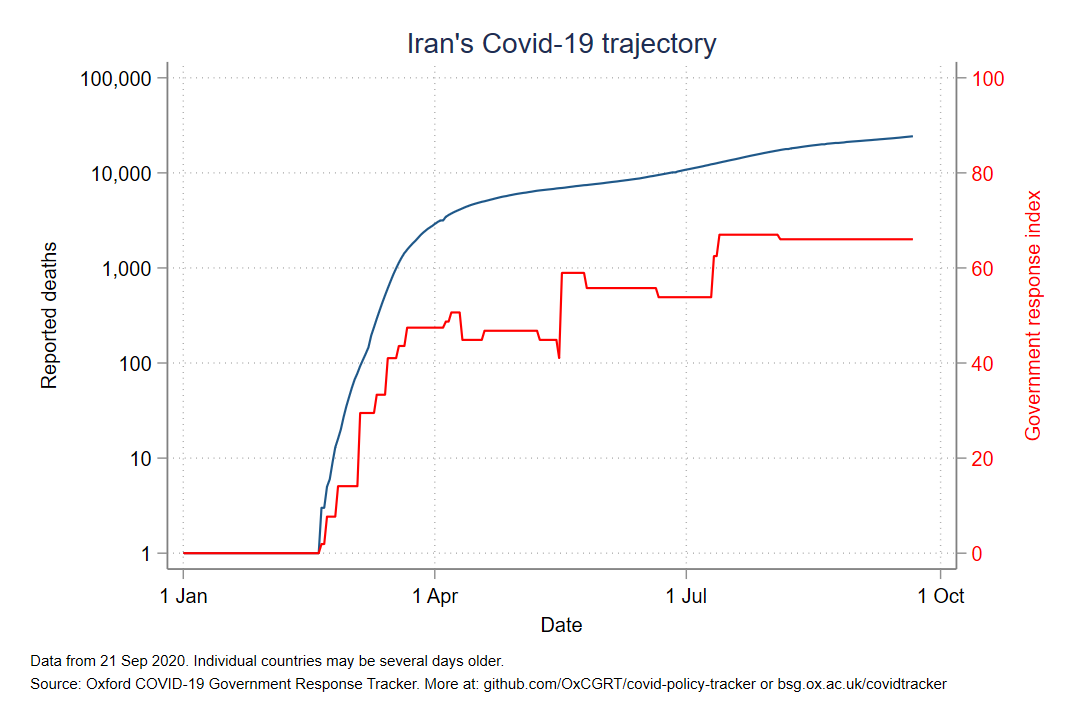 Iran's Covid-19 trajectory
100,000
10,000
1,000
100
10
1
Reported deaths
100
80
60
40
20
0
Government response index
1 Jan
1 Apr
1 Jul
1 Oct
Date
Data from 21 Sep 2020. Individual countries may be several days older.
Source: Oxford COVID-19 Government Response Tracker. More at: github.com/OxCGRT/covid-policy-tracker or bsg.ox.ac.uk/covidtracker